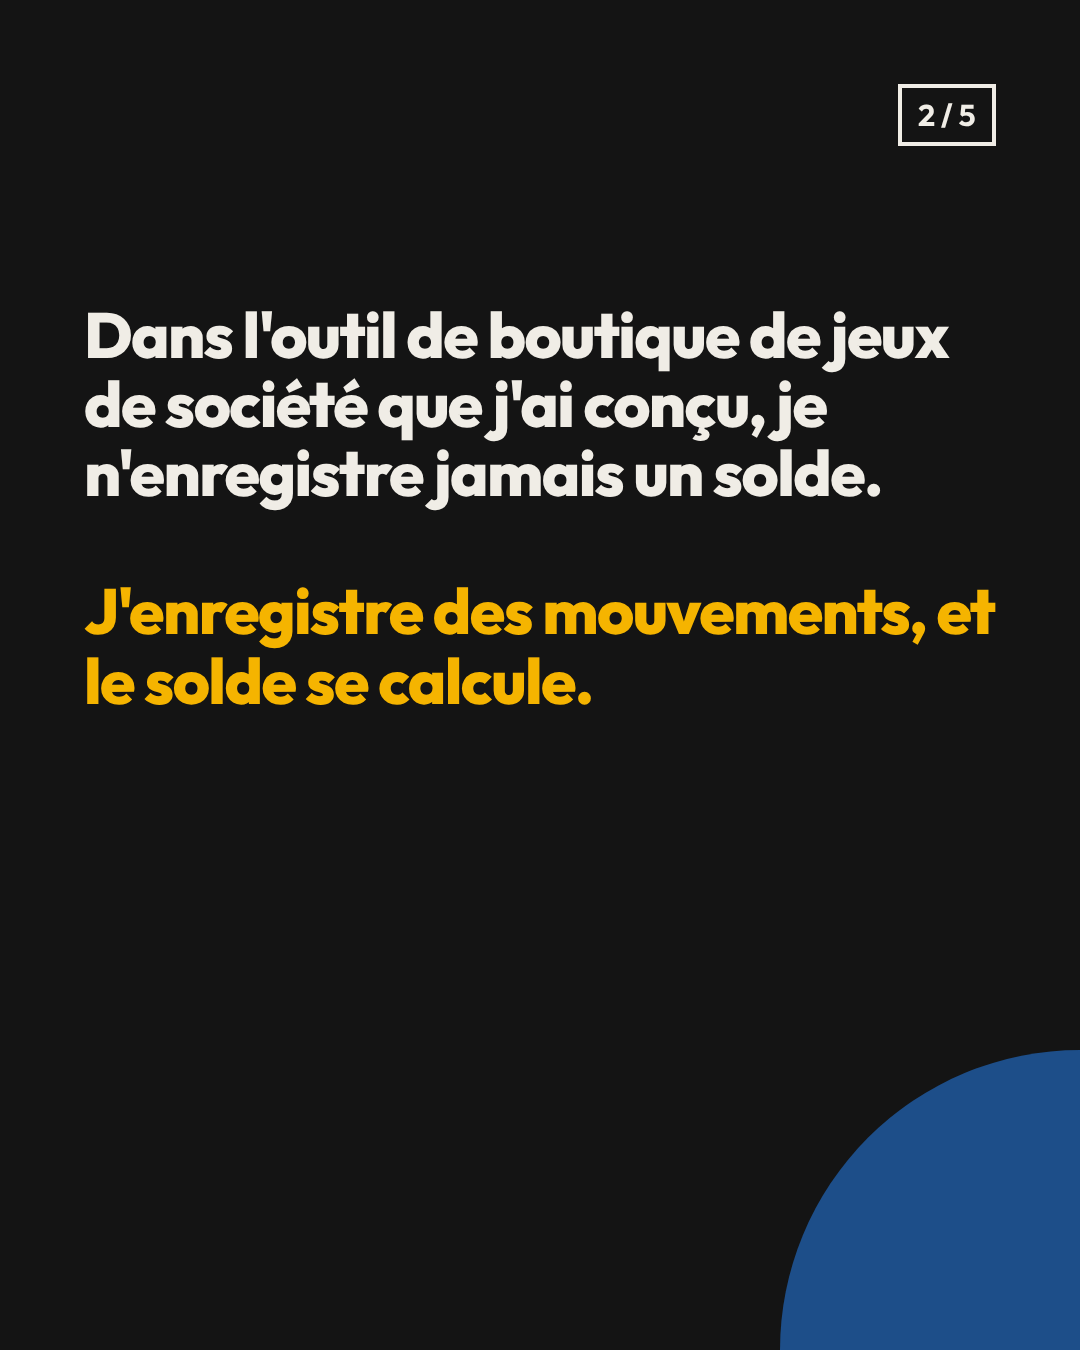 2 / 5
Dans l'outil de boutique de jeux
de société que j'ai conçu, je
n'enregistre jamais un solde.
J'enregistre des mouvements, et
le solde se calcule.